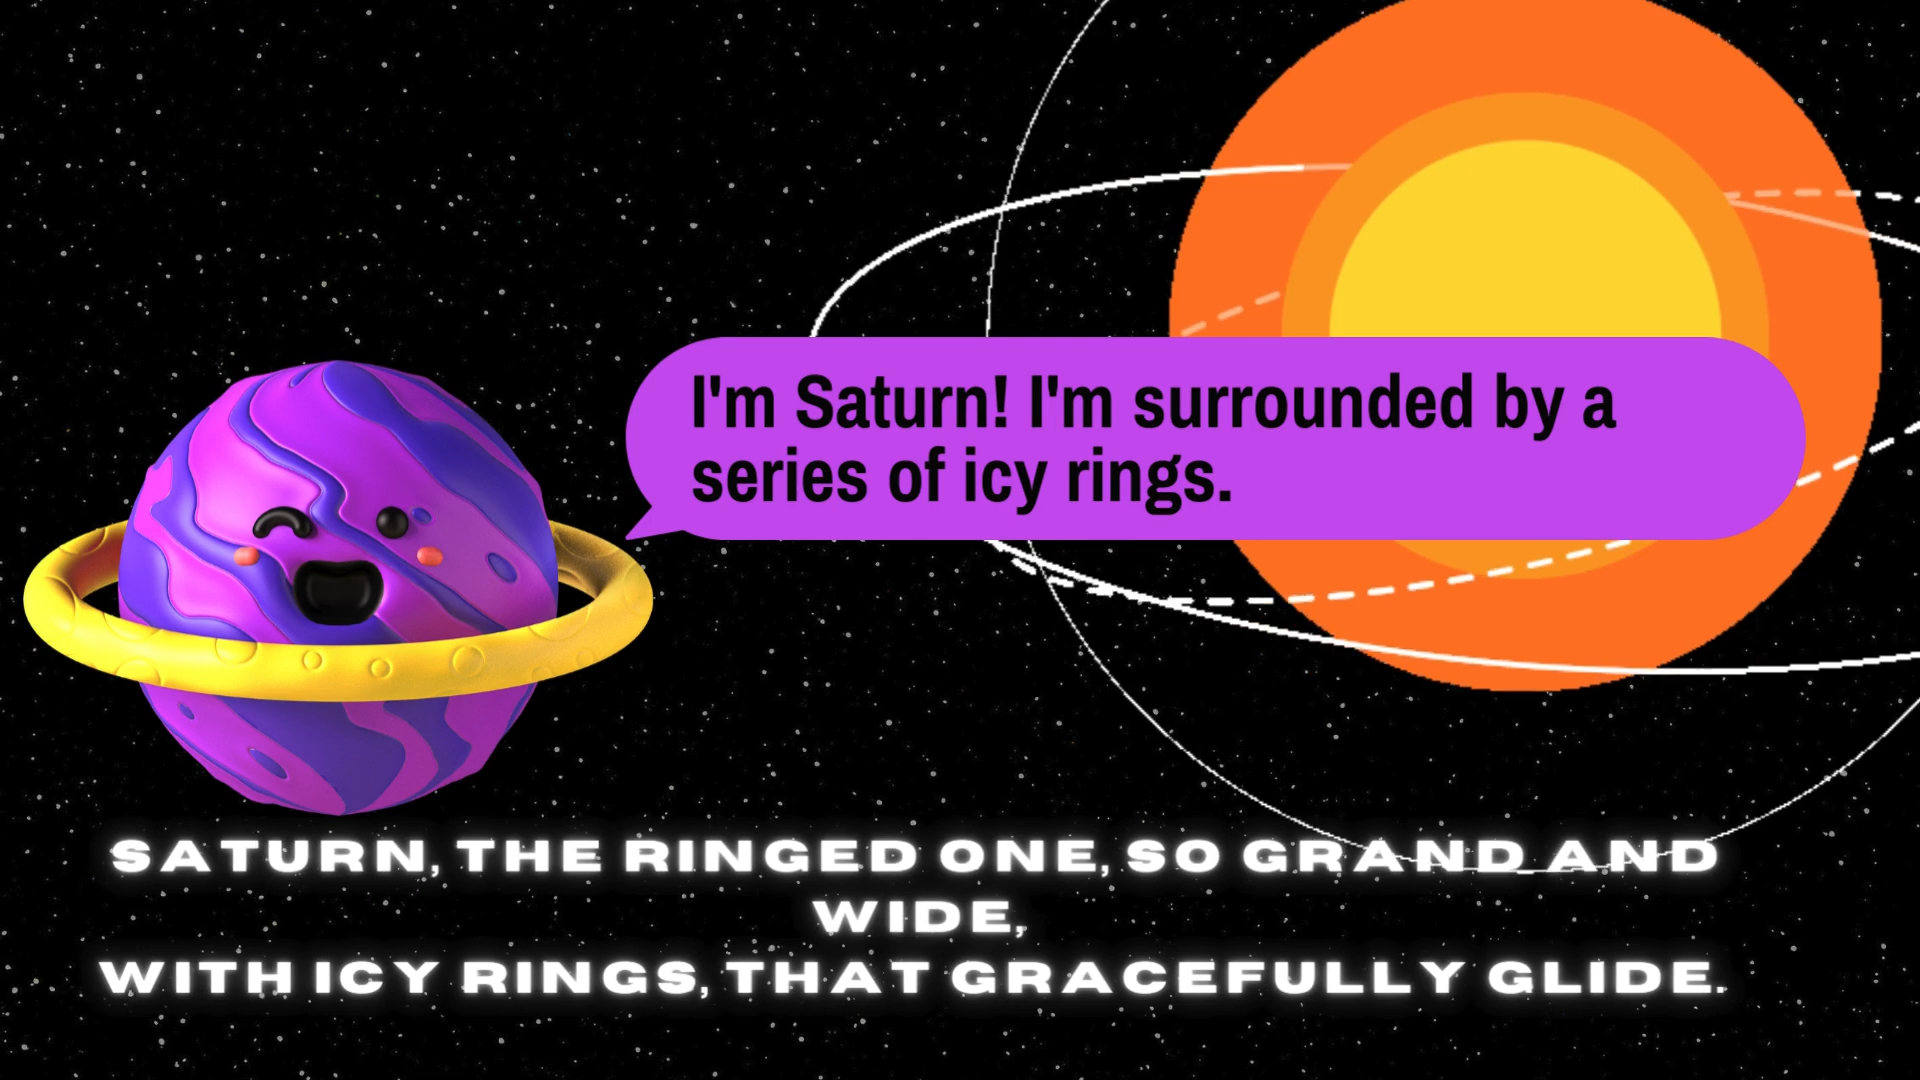 I'm Saturn! I'm surrounded by a
series of icy rings.
SATURN, THE RINGED ONE, SO GRAND AND
WIDE,
WITH ICY RINGS, THAT GRACEFULLY GLIDE.